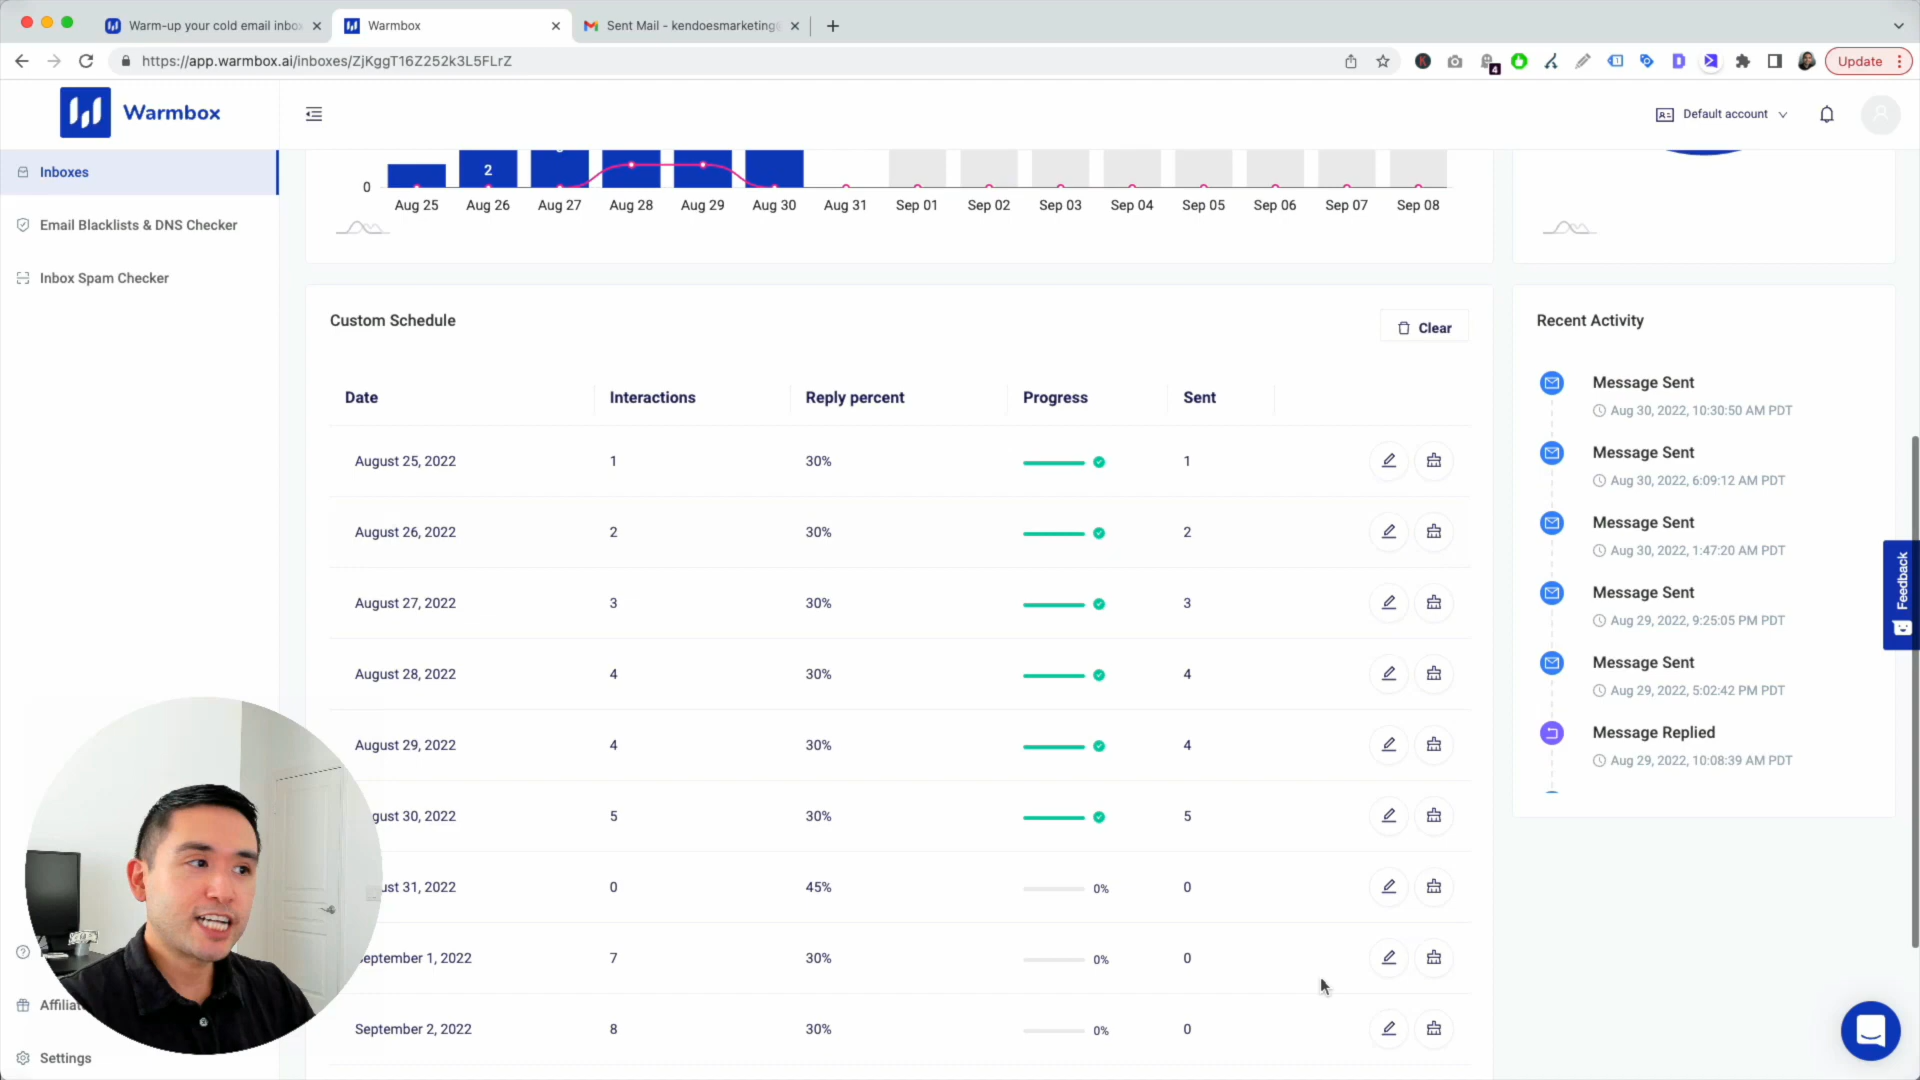 Warm-up your cold email inbox
Warmbox
Sent Mail - kendoesmarketing@
https://app.warmbox.ai/inboxes/ZjKggT16Z252k3L5FLrZ
4
Update
Warmbox
Default account
Inboxes
Email Blacklists & DNS Checker
Inbox Spam Checker
Affiliat
Settings
2
0
Aug 25 Aug 26 Aug 27 Aug 28 Aug 29 Aug 30 Aug 31 Sep 01 Sep 02 Sep 03 Sep 04 Sep 05 Sep 06 Sep 07 Sep 08
Custom Schedule
Clear
Date Interactions Reply percent Progress Sent
August 25, 2022 1 30% 1
August 26, 2022 2 30% 2
August 27, 2022 3 30% 3
August 28, 2022 4 30% 4
August 29, 2022 4 30% 4
gust 30, 2022 5 30% 5
ust 31, 2022 0 45% 0% 0
eptember 1, 2022 7 30% 0% 0
September 2, 2022 8 30% 0% 0
Recent Activity
Message Sent
Aug 30, 2022, 10:30:50 AM PDT
Message Sent
Aug 30, 2022, 6:09:12 AM PDT
Message Sent
Aug 30, 2022, 1:47:20 AM PDT
Message Sent
Aug 29, 2022, 9:25:05 PM PDT
Message Sent
Aug 29, 2022, 5:02:42 PM PDT
Message Replied
Aug 29, 2022, 10:08:39 AM PDT
Feedback